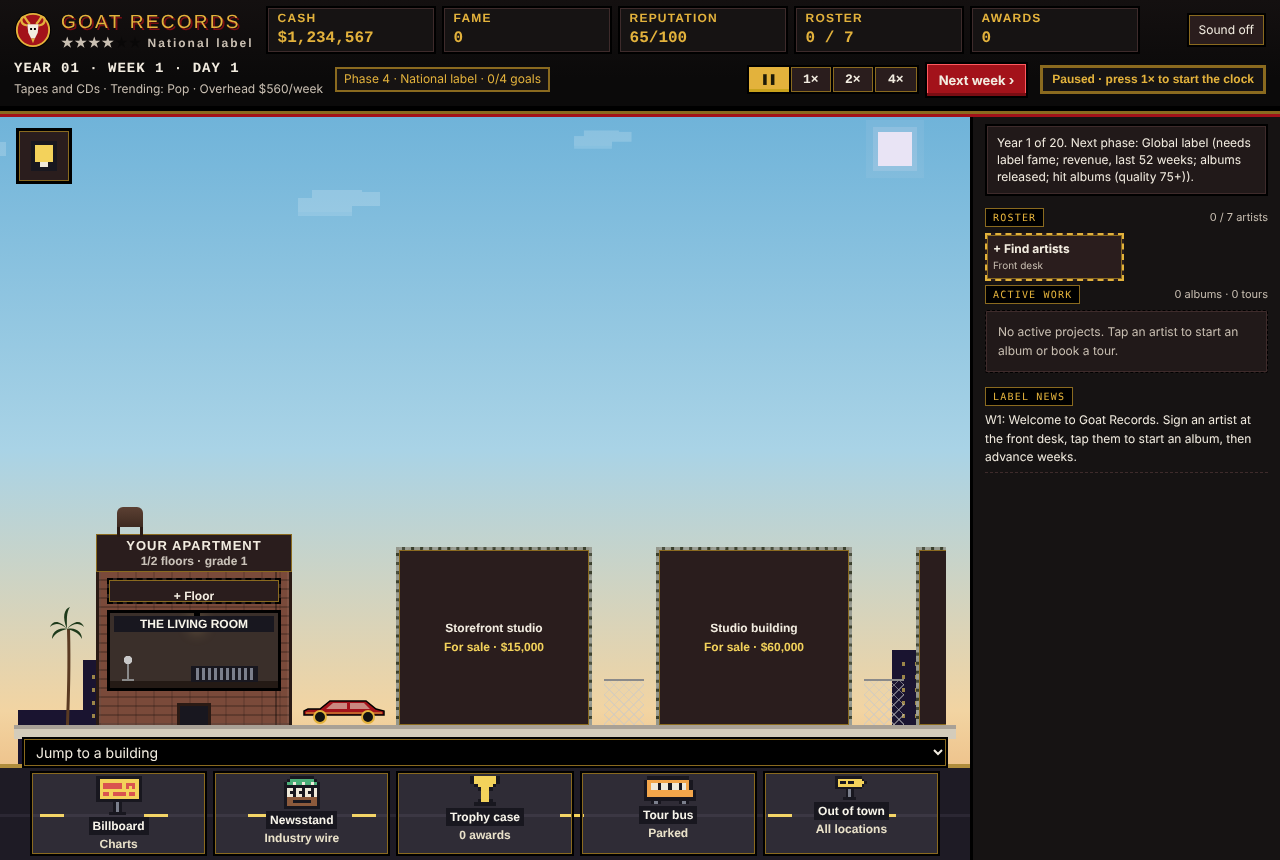 GOAT RECORDS
★★★★★★ National label
CASH
$1,234,567
FAME
0
REPUTATION
65/100
ROSTER
0 / 7
AWARDS
0
Sound off
YEAR 01 · WEEK 1 · DAY 1
Tapes and CDs · Trending: Pop · Overhead $560/week
Phase 4 · National label · 0/4 goals
1×
2×
4×
Next week ›
Paused · press 1× to start the clock
Year 1 of 20. Next phase: Global label (needs
label fame; revenue, last 52 weeks; albums
released; hit albums (quality 75+)).
ROSTER
0 / 7 artists
+ Find artists
Front desk
ACTIVE WORK
0 albums · 0 tours
No active projects. Tap an artist to start an
album or book a tour.
LABEL NEWS
W1: Welcome to Goat Records. Sign an artist at
the front desk, tap them to start an album, then
advance weeks.
YOUR APARTMENT
1/2 floors · grade 1
+ Floor
THE LIVING ROOM
Storefront studio
For sale · $15,000
Studio building
For sale · $60,000
Jump to a building
Billboard
Charts
Newsstand
Industry wire
Trophy case
0 awards
Tour bus
Parked
Out of town
All locations